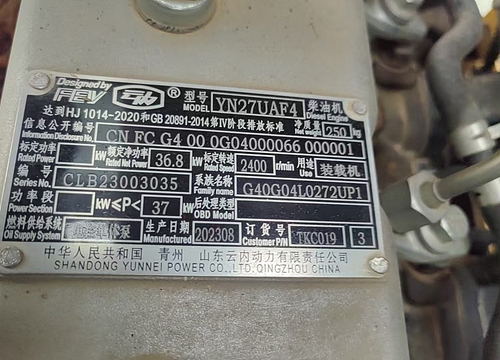 Designed by FEV 云内 ® 型号 MODEL YN27UAF4 柴油机 Diesel Engine
达到HJ 1014-2020和GB 20891-2014第Ⅳ阶段排放标准 净质量 Net Weight 250 kg
信息公开编号 Information Disclosure No. CN FC G4 00 0G04000066 000001
标定功率 Rated Power kW 额定净功率 Rated Net Power 36.8 kW 标定转速 Rated Speed 2400 r/min 用途 Use 装载机
编号 Series No. CLB23003035 系族名称 Family Name G40G04L0272UP1
功率段 Power Section kW≤P< 37 kW 后处理类型 OBD Model
燃料供给系统 Oil Supply System 生产日期 Manufactured 202308 订货号 Customer P/N TKC019 3
中华人民共和国 青州 山东云内动力有限责任公司
SHANDONG YUNNEI POWER CO.,LTD.QINGZHOU CHINA